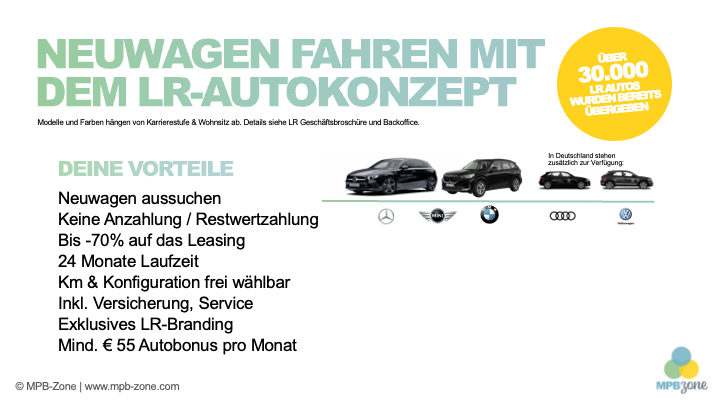 NEUWAGEN FAHREN MIT
DEM LR-AUTOKONZEPT
ÜBER
30.000
LR AUTOS
WURDEN BEREITS
ÜBERGEBEN
Modelle und Farben hängen von Karrierestufe & Wohnsitz ab. Details siehe LR Geschäftsbroschüre und Backoffice.
DEINE VORTEILE
Neuwagen aussuchen
Keine Anzahlung / Restwertzahlung
Bis -70% auf das Leasing
24 Monate Laufzeit
Km & Konfiguration frei wählbar
Inkl. Versicherung, Service
Exklusives LR-Branding
Mind. € 55 Autobonus pro Monat
In Deutschland stehen
zusätzlich zur Verfügung:
MINI
BMW
Volkswagen
© MPB-Zone | www.mpb-zone.com
MPBzone